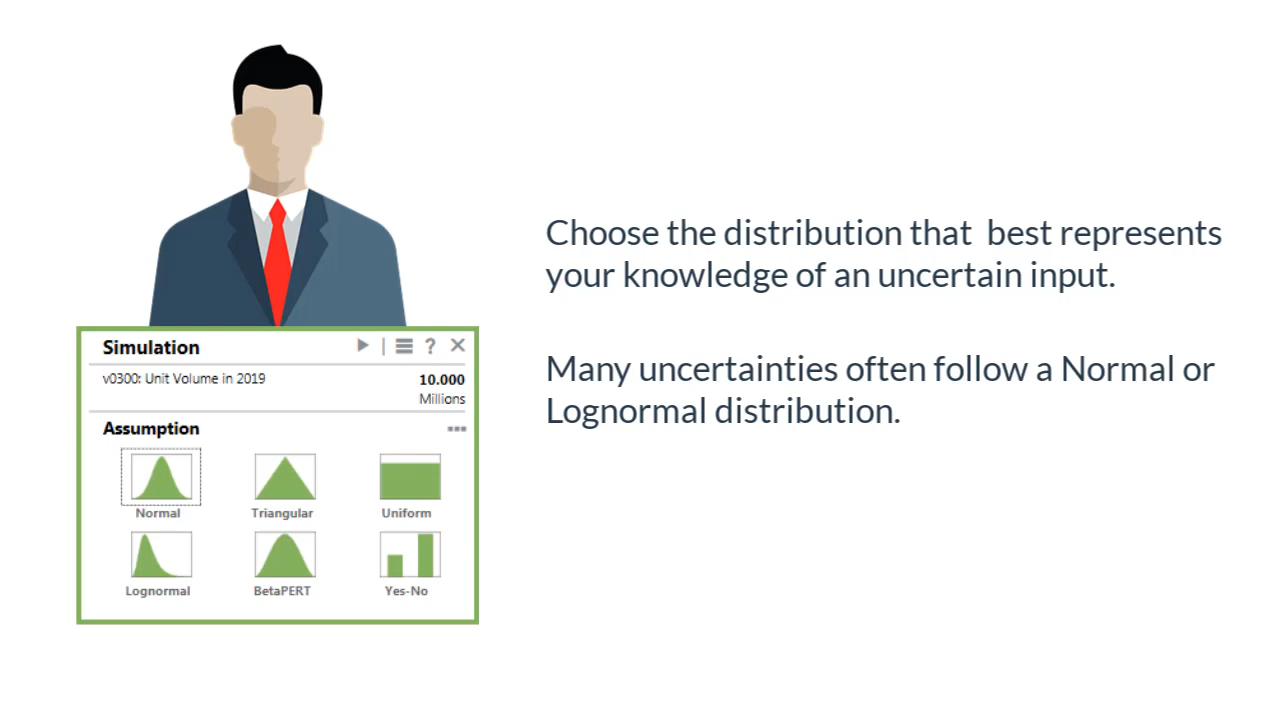 Choose the distribution that  best represents
your knowledge of an uncertain input.
Many uncertainties often follow a Normal or
Lognormal distribution.
Simulation
v0300: Unit Volume in 2019
10.000
Millions
Assumption
Normal
Triangular
Uniform
Lognormal
BetaPERT
Yes-No